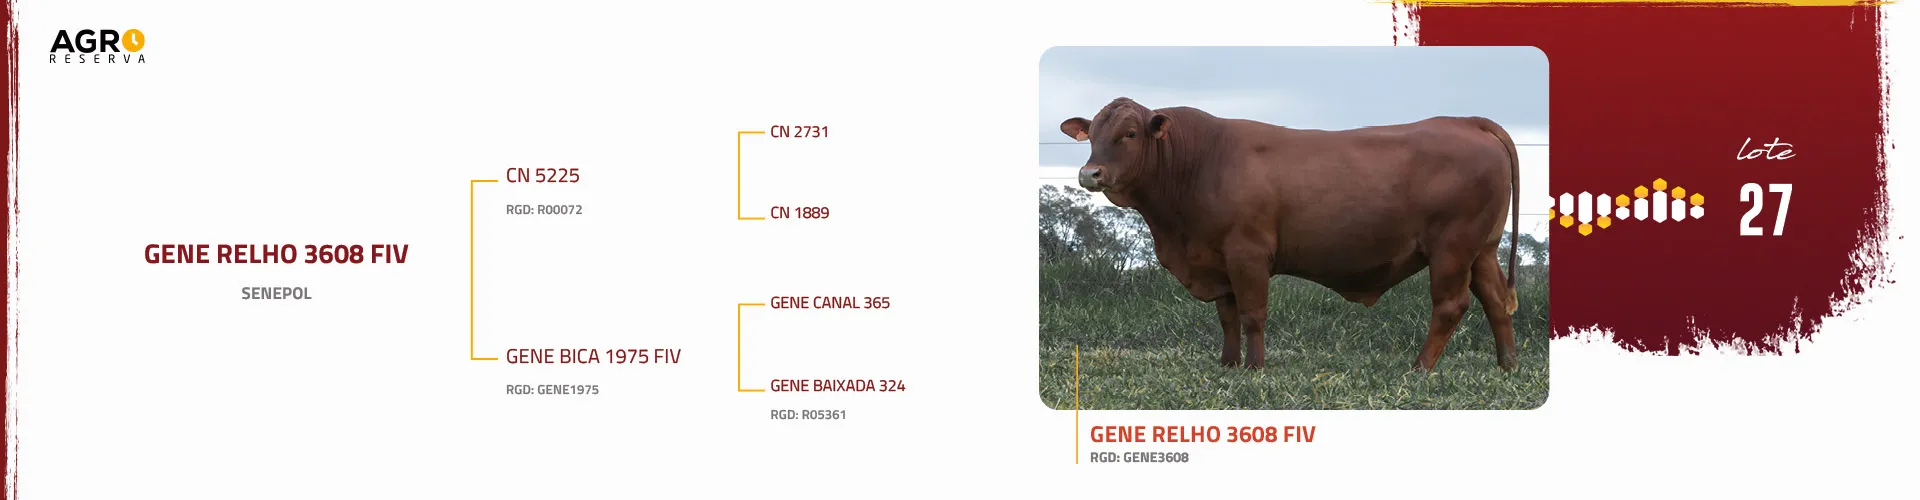 AGRO
RESERVA
GENE RELHO 3608 FIV
SENEPOL
CN 5225
RGD: R00072
GENE BICA 1975 FIV
RGD: GENE1975
CN 2731
CN 1889
GENE CANAL 365
GENE BAIXADA 324
RGD: R05361
GENE RELHO 3608 FIV
RGD: GENE3608
lote
27